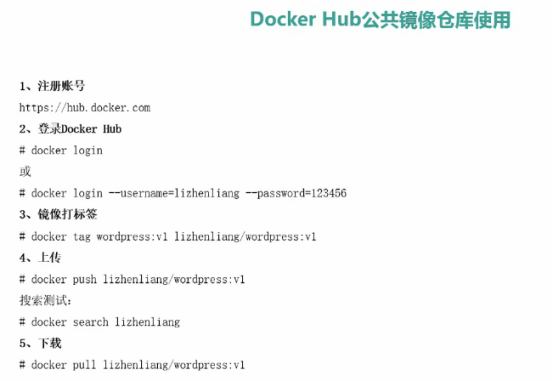 Docker Hub公共镜像仓库使用
1、注册账号
https://hub.docker.com
2、登录Docker Hub
# docker login
或
# docker login --username=lizhenliang --password=123456
3、镜像打标签
# docker tag wordpress:v1 lizhenliang/wordpress:v1
4、上传
# docker push lizhenliang/wordpress:v1
搜索测试:
# docker search lizhenliang
5、下载
# docker pull lizhenliang/wordpress:v1